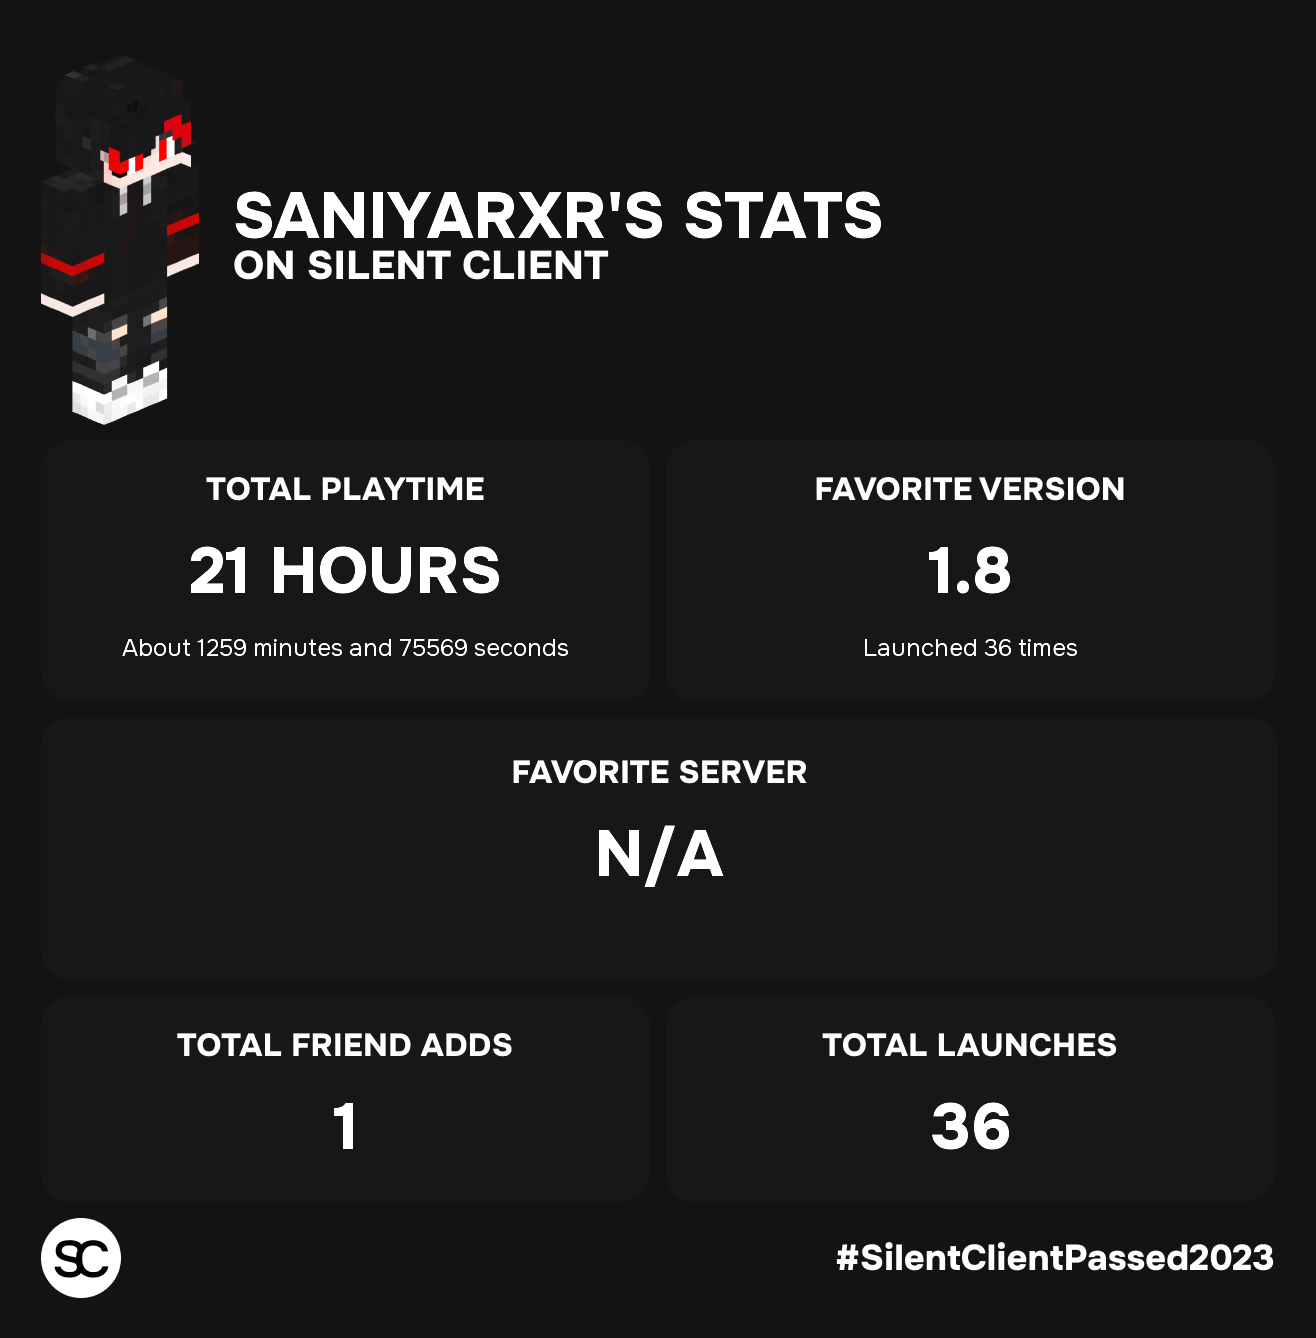 SANIYARXR'S STATS
ON SILENT CLIENT
TOTAL PLAYTIME
21 HOURS
About 1259 minutes and 75569 seconds
FAVORITE VERSION
1.8
Launched 36 times
FAVORITE SERVER
N/A
TOTAL FRIEND ADDS
1
TOTAL LAUNCHES
36
SC
#SilentClientPassed2023